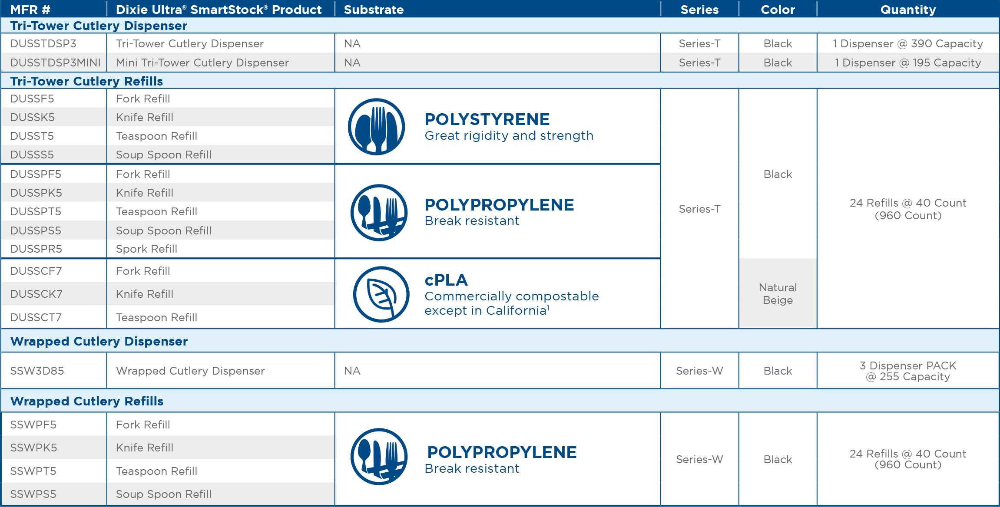 MFR # Dixie Ultra® SmartStock® Product Substrate Series Color Quantity
Tri-Tower Cutlery Dispenser
DUSSTDSP3 Tri-Tower Cutlery Dispenser NA Series-T Black 1 Dispenser @ 390 Capacity
DUSSTDSP3MINI Mini Tri-Tower Cutlery Dispenser NA Series-T Black 1 Dispenser @ 195 Capacity
Tri-Tower Cutlery Refills
DUSSF5 Fork Refill
DUSSK5 Knife Refill
DUSST5 Teaspoon Refill
DUSSS5 Soup Spoon Refill
POLYSTYRENE
Great rigidity and strength
DUSSPF5 Fork Refill
DUSSPK5 Knife Refill
DUSSPT5 Teaspoon Refill
DUSSPS5 Soup Spoon Refill
DUSSPR5 Spork Refill
POLYPROPYLENE
Break resistant
DUSSCF7 Fork Refill
DUSSCK7 Knife Refill
DUSSCT7 Teaspoon Refill
cPLA
Commercially compostable
except in California¹
Series-T
Black
Natural
Beige
24 Refills @ 40 Count
(960 Count)
Wrapped Cutlery Dispenser
SSW3D85 Wrapped Cutlery Dispenser NA Series-W Black 3 Dispenser PACK
@ 255 Capacity
Wrapped Cutlery Refills
SSWPF5 Fork Refill
SSWPK5 Knife Refill
SSWPT5 Teaspoon Refill
SSWPS5 Soup Spoon Refill
POLYPROPYLENE
Break resistant
Series-W
Black
24 Refills @ 40 Count
(960 Count)